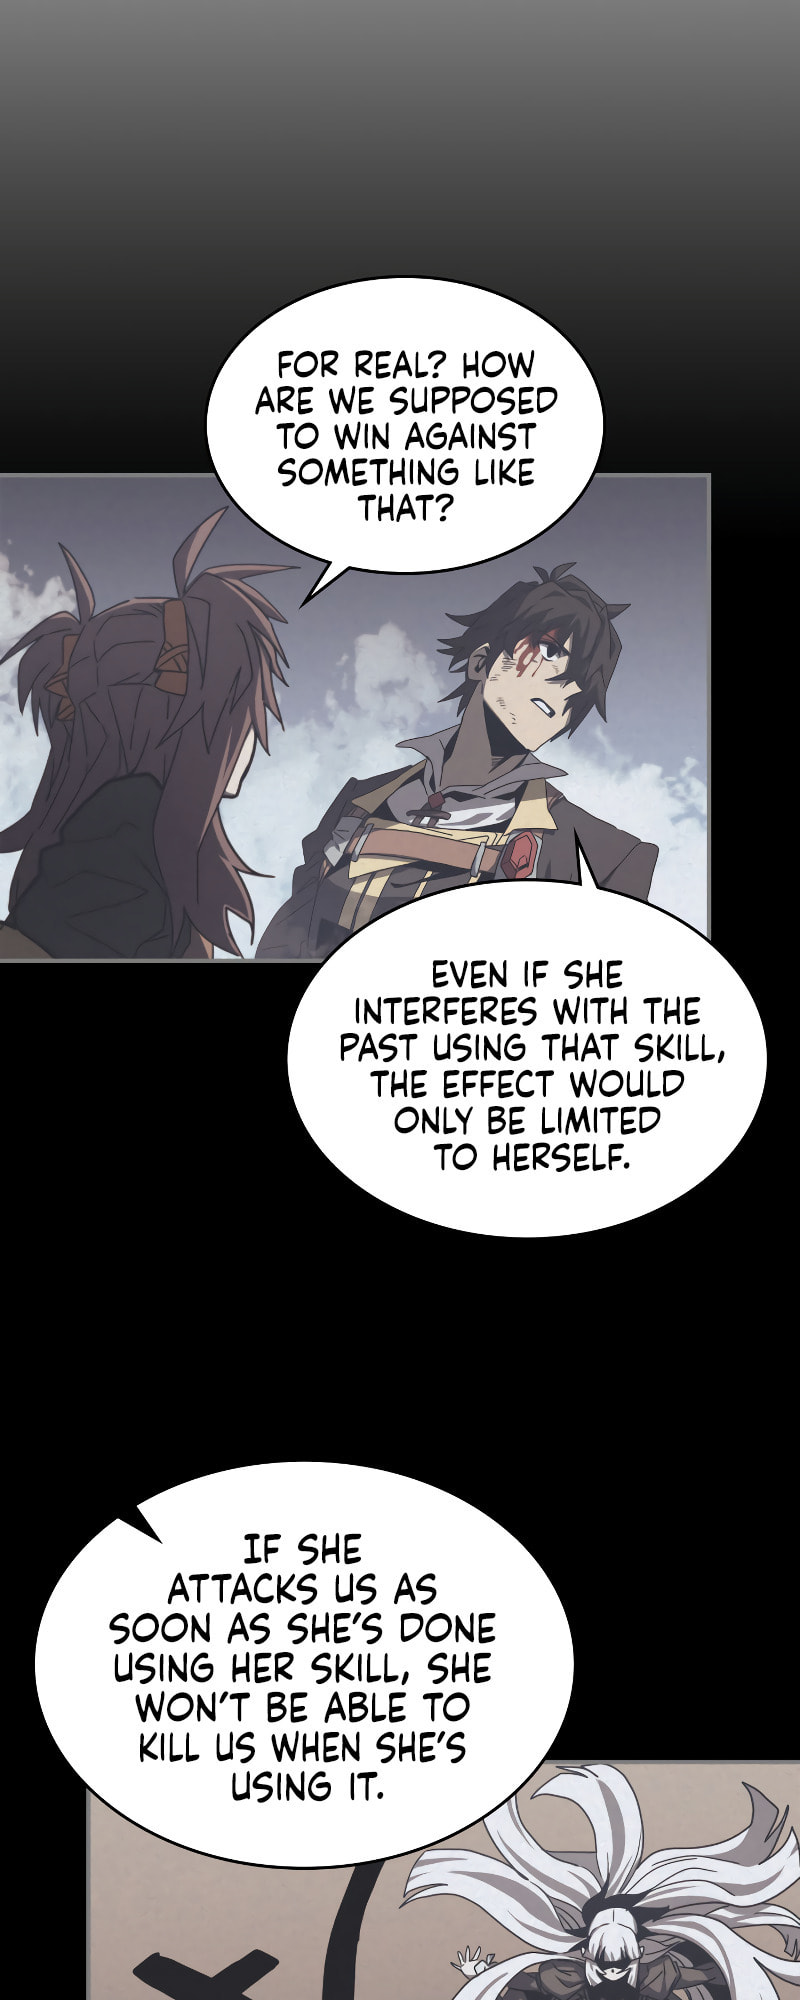 FOR REAL? HOW
ARE WE SUPPOSED
TO WIN AGAINST
SOMETHING LIKE
THAT?
EVEN IF SHE
INTERFERES WITH THE
PAST USING THAT SKILL,
THE EFFECT WOULD
ONLY BE LIMITED
TO HERSELF.
IF SHE
ATTACKS US AS
SOON AS SHE'S DONE
USING HER SKILL, SHE
WON'T BE ABLE TO
KILL US WHEN SHE'S
USING IT.